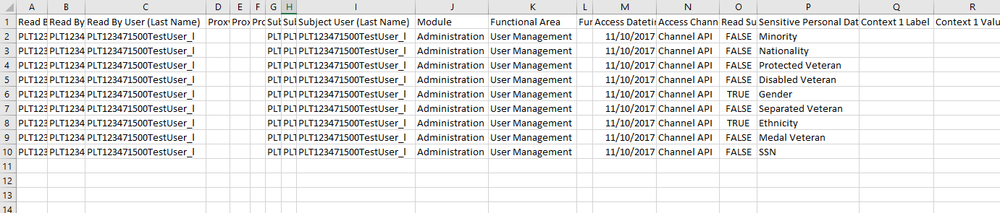 A B C D E F G H I J K L M N O P Q R
1 Read B Read By Read By User (Last Name) Proxy Prox Pro Sub Sub Subject User (Last Name) Module Functional Area Fur Access Datetin Access Chann Read Su Sensitive Personal Dat Context 1 Label Context 1 Valu
2 PLT123 PLT1234 PLT123471500TestUser_l PLT PLT PLT123471500TestUser_l Administration User Management 11/10/2017 Channel API FALSE Minority
3 PLT123 PLT1234 PLT123471500TestUser_l PLT PLT PLT123471500TestUser_l Administration User Management 11/10/2017 Channel API FALSE Nationality
4 PLT123 PLT1234 PLT123471500TestUser_l PLT PLT PLT123471500TestUser_l Administration User Management 11/10/2017 Channel API FALSE Protected Veteran
5 PLT123 PLT1234 PLT123471500TestUser_l PLT PLT PLT123471500TestUser_l Administration User Management 11/10/2017 Channel API FALSE Disabled Veteran
6 PLT123 PLT1234 PLT123471500TestUser_l PLT PLT PLT123471500TestUser_l Administration User Management 11/10/2017 Channel API TRUE Gender
7 PLT123 PLT1234 PLT123471500TestUser_l PLT PLT PLT123471500TestUser_l Administration User Management 11/10/2017 Channel API FALSE Separated Veteran
8 PLT123 PLT1234 PLT123471500TestUser_l PLT PLT PLT123471500TestUser_l Administration User Management 11/10/2017 Channel API TRUE Ethnicity
9 PLT123 PLT1234 PLT123471500TestUser_l PLT PLT PLT123471500TestUser_l Administration User Management 11/10/2017 Channel API FALSE Medal Veteran
10 PLT123 PLT1234 PLT123471500TestUser_l PLT PLT PLT123471500TestUser_l Administration User Management 11/10/2017 Channel API FALSE SSN
11
12
13
14